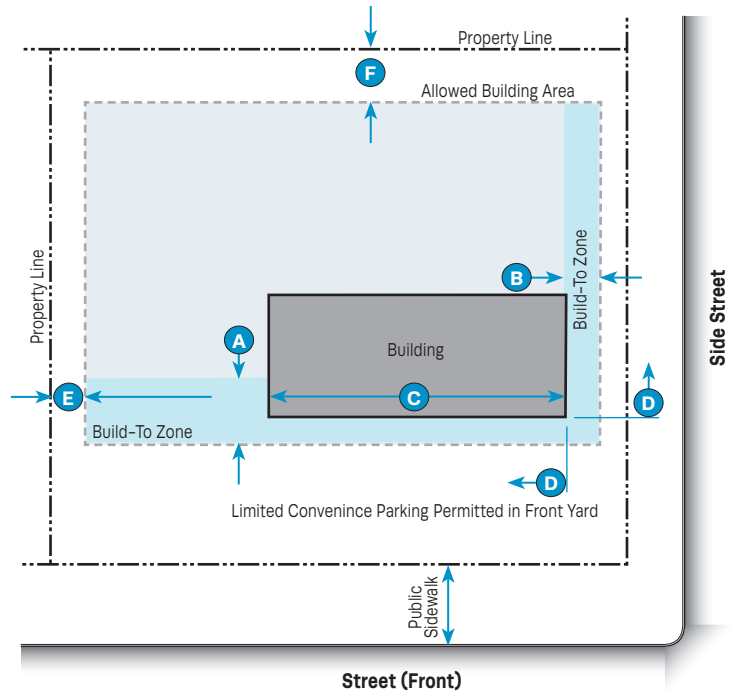 Property Line
F
Allowed Building Area
Property Line
B
Build-To Zone
Side Street
A
Building
E
C
D
Build-To Zone
D
Limited Convenince Parking Permitted in Front Yard
Public
Sidewalk
Street (Front)